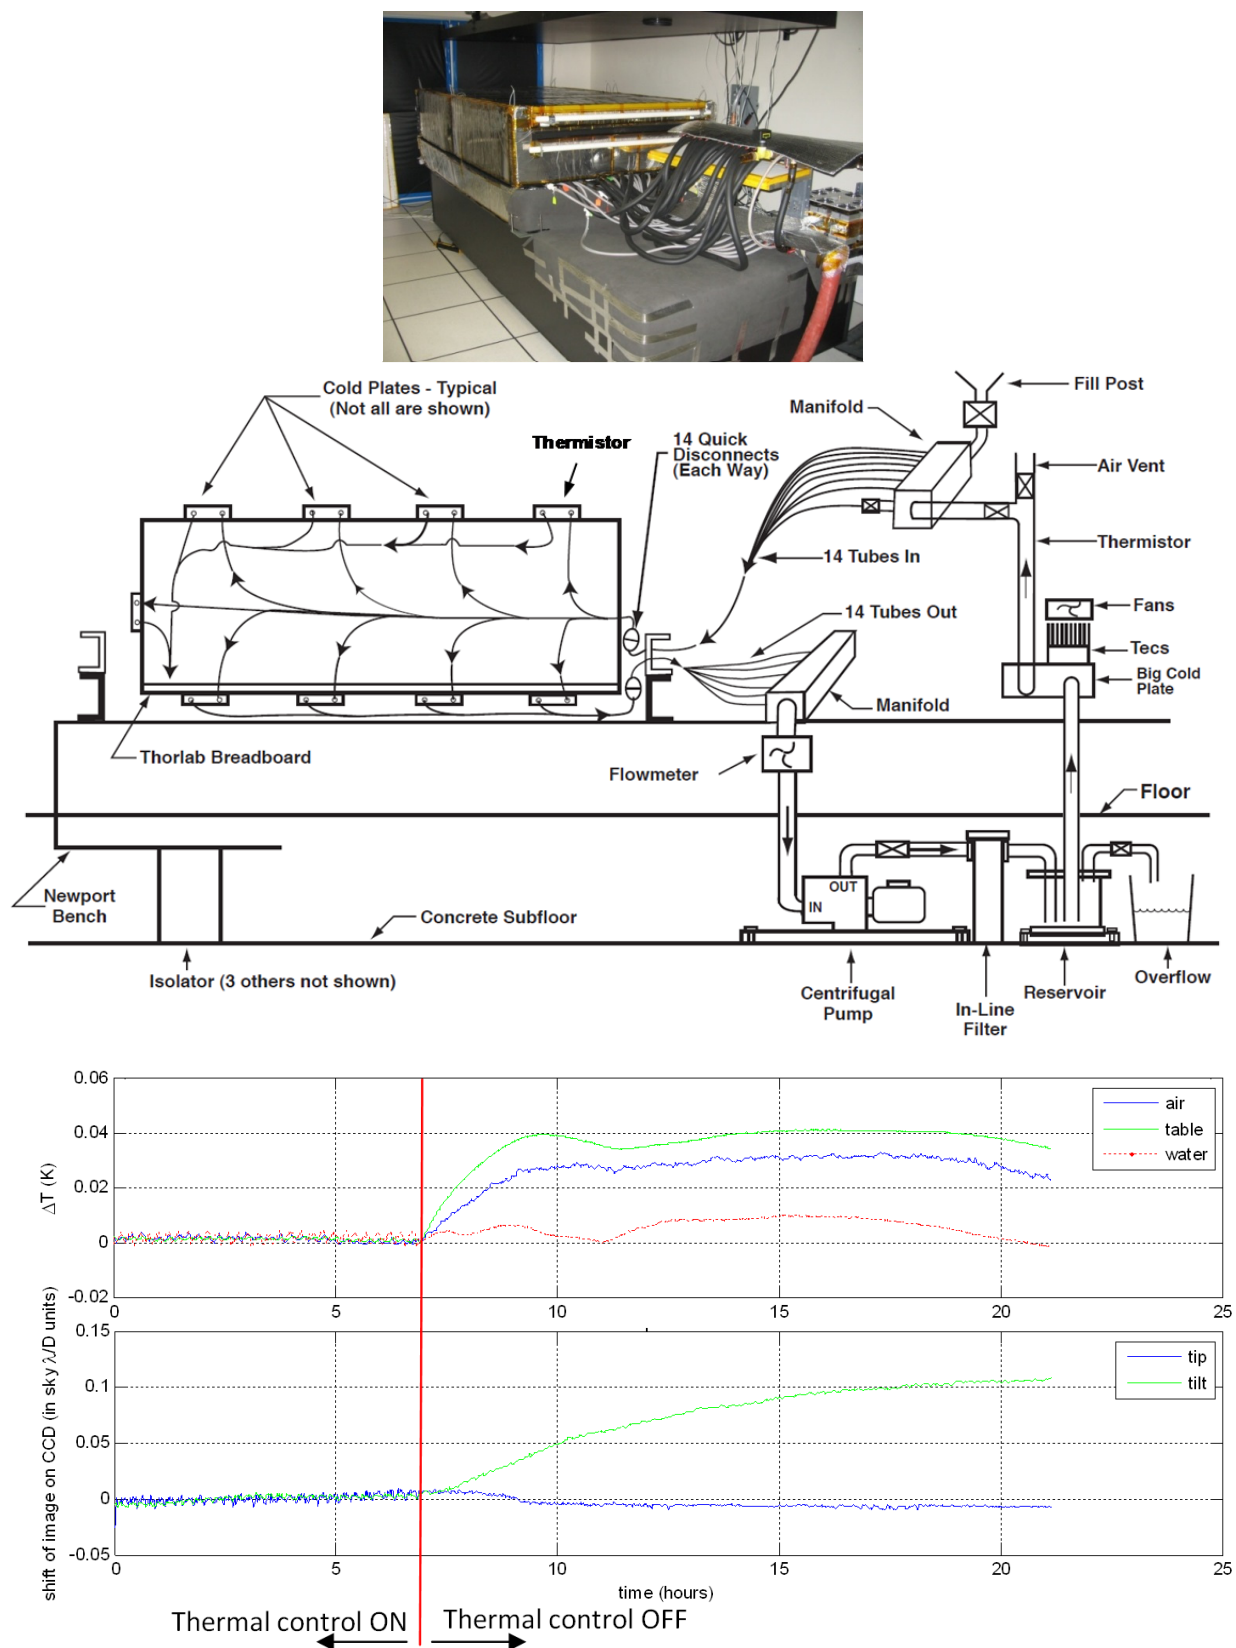 Cold Plates - Typical
(Not all are shown)
Thermistor
14 Quick
Disconnects
(Each Way)
Manifold
Fill Post
Air Vent
Thermistor
14 Tubes In
Fans
14 Tubes Out
Tecs
Big Cold
Plate
Manifold
Thorlab Breadboard
Flowmeter
Floor
Newport
Bench
Concrete Subfloor
OUT
IN
Isolator (3 others not shown)
Centrifugal
Pump
In-Line
Filter
Reservoir
Overflow
ΔT (K)
0.06
0.04
0.02
0
-0.02
0 5 10 15 20 25
air
table
water
shift of image on CCD (in sky λ/D units)
0.15
0.1
0.05
0
-0.05
0 5 10 15 20 25
tip
tilt
time (hours)
Thermal control ON
Thermal control OFF